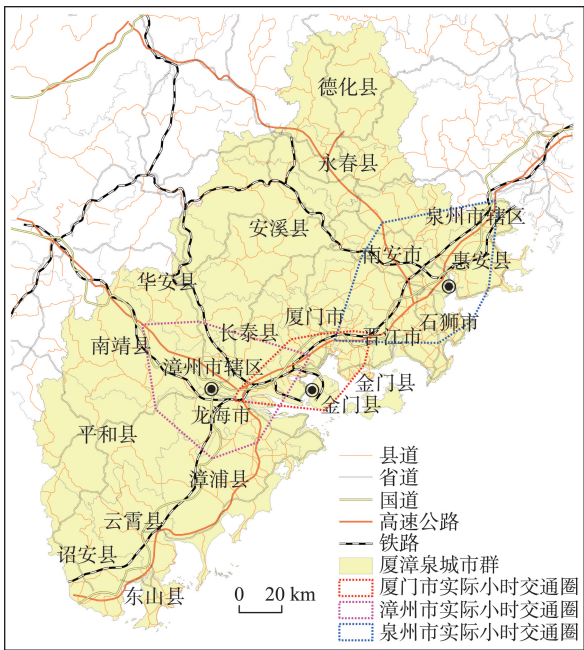 德化县
永春县
泉州市辖区
安溪县
南安市
惠安县
华安县
石狮市
厦门市
长泰县
晋江市
南靖县
漳州市辖区
金门县
金门县
龙海市
平和县
漳浦县
云霄县
诏安县
东山县
0 20 km
县道
省道
国道
高速公路
铁路
厦漳泉城市群
厦门市实际小时交通圈
漳州市实际小时交通圈
泉州市实际小时交通圈